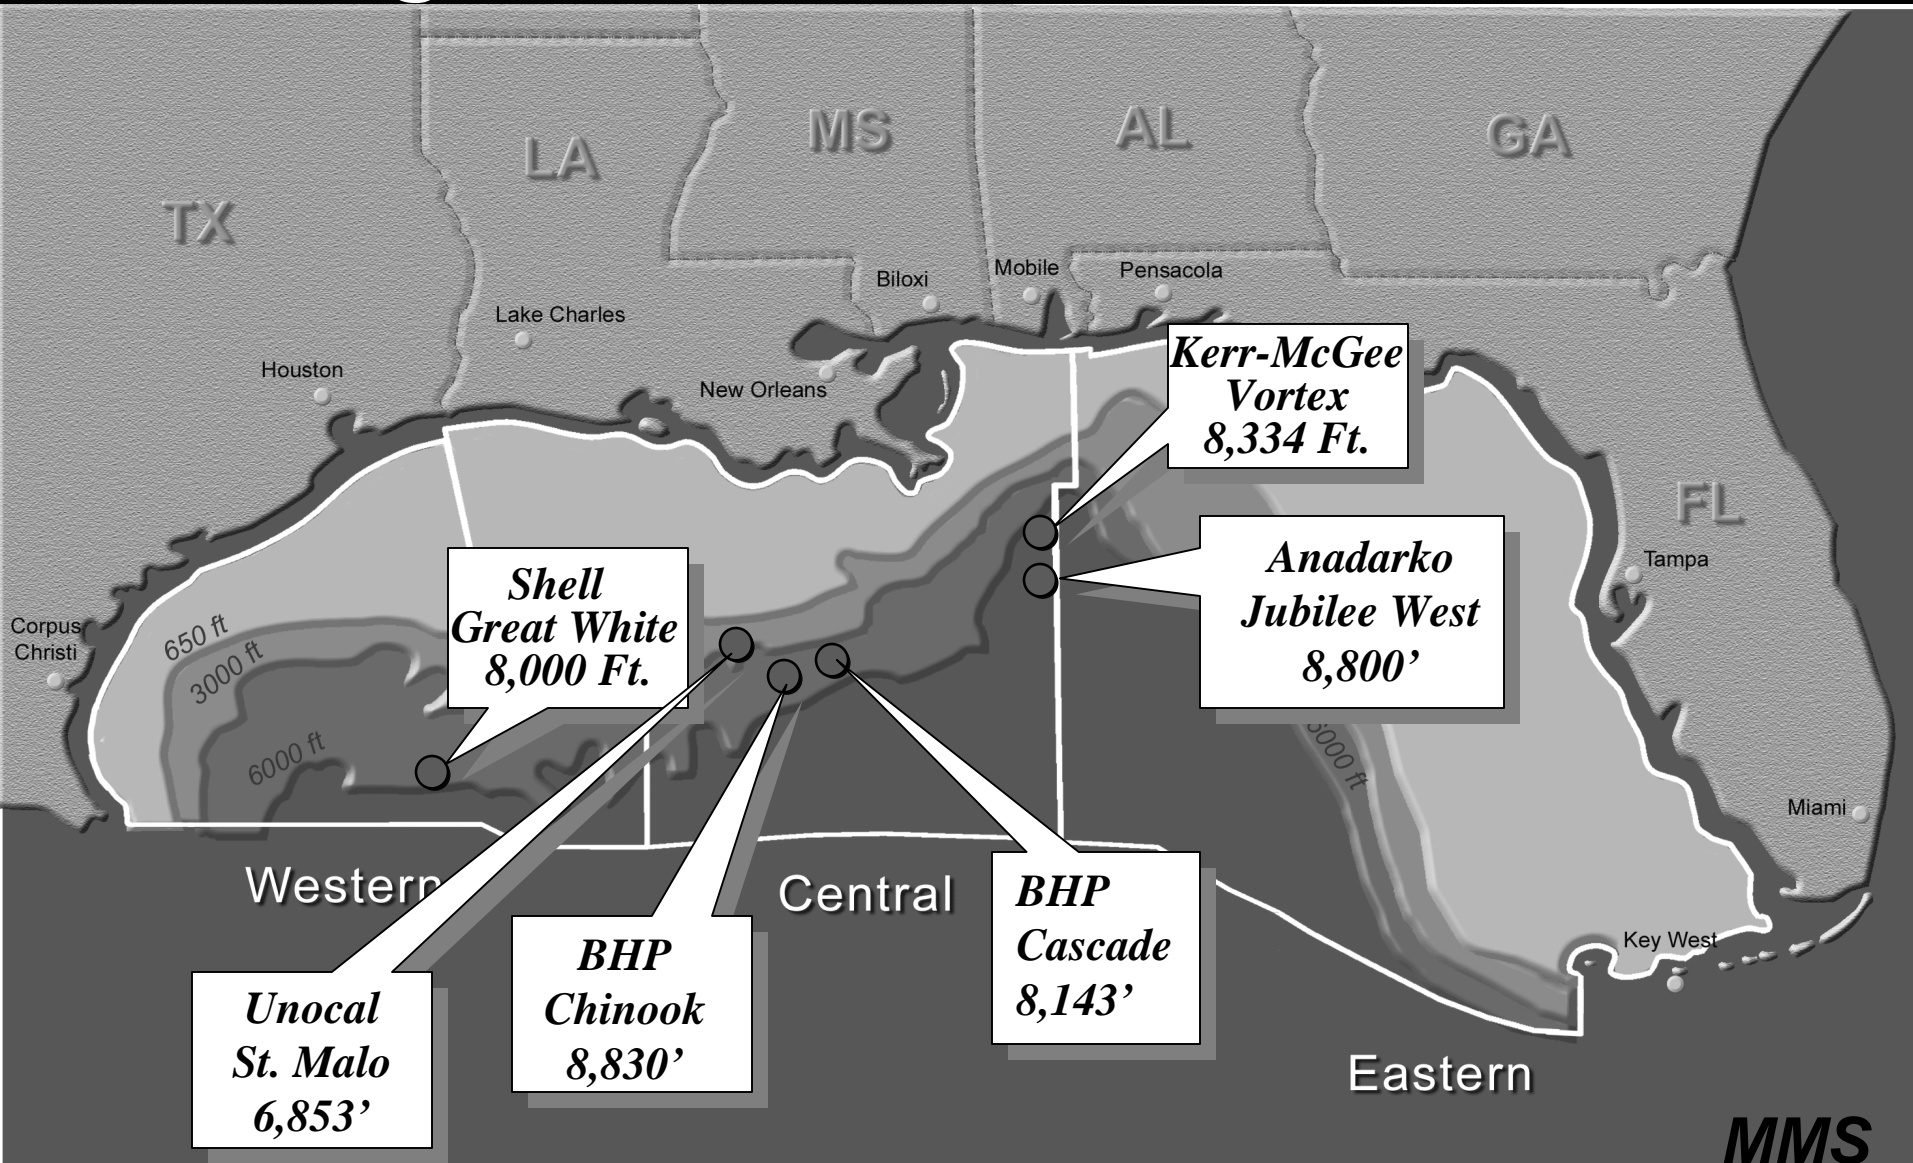 MS
AL
GA
LA
TX
Biloxi
Mobile
Pensacola
Lake Charles
Houston
New Orleans
Kerr-McGee
Vortex
8,334 Ft.
FL
Tampa
Anadarko
Jubilee West
8,800’
Shell
Great White
8,000 Ft.
Corpus
Christi
650 ft
3000 ft
6000 ft
6000 ft
Miami
Western
Central
BHP
Cascade
8,143’
BHP
Chinook
8,830’
Unocal
St. Malo
6,853’
Key West
Eastern
MMS